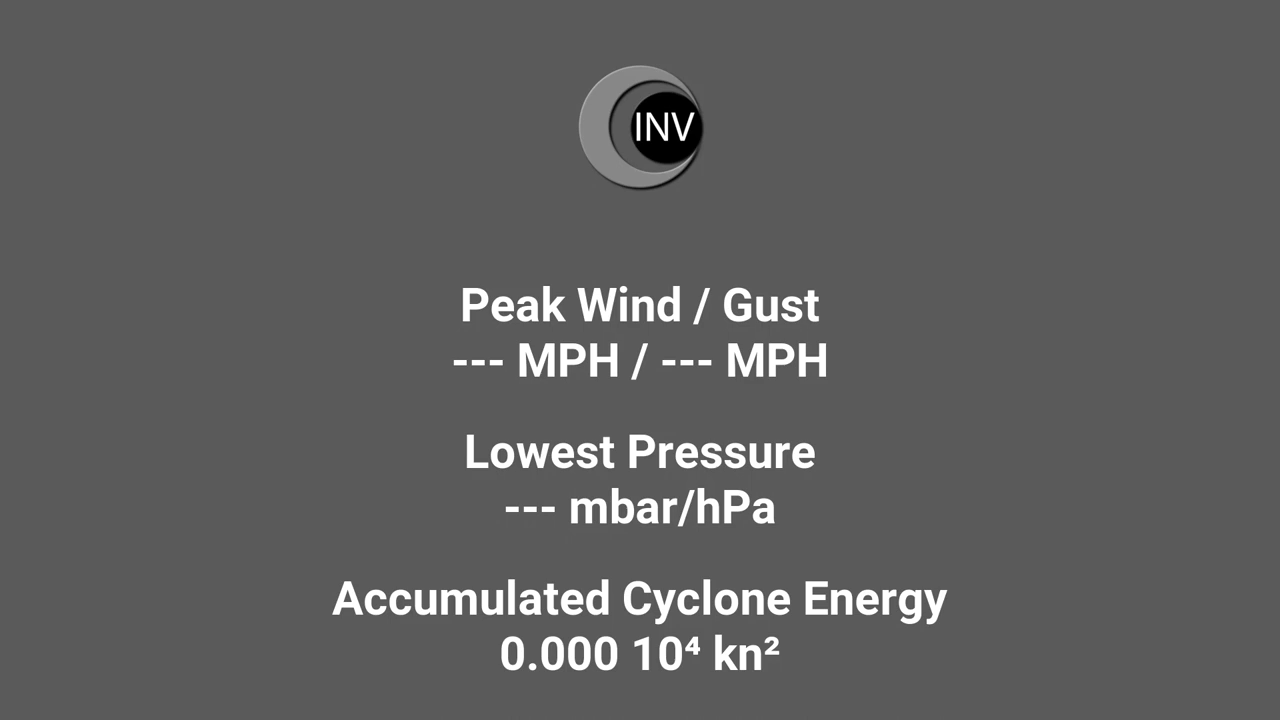 INV
Peak Wind / Gust
--- MPH / --- MPH
Lowest Pressure
--- mbar/hPa
Accumulated Cyclone Energy
0.000 10⁴ kn²